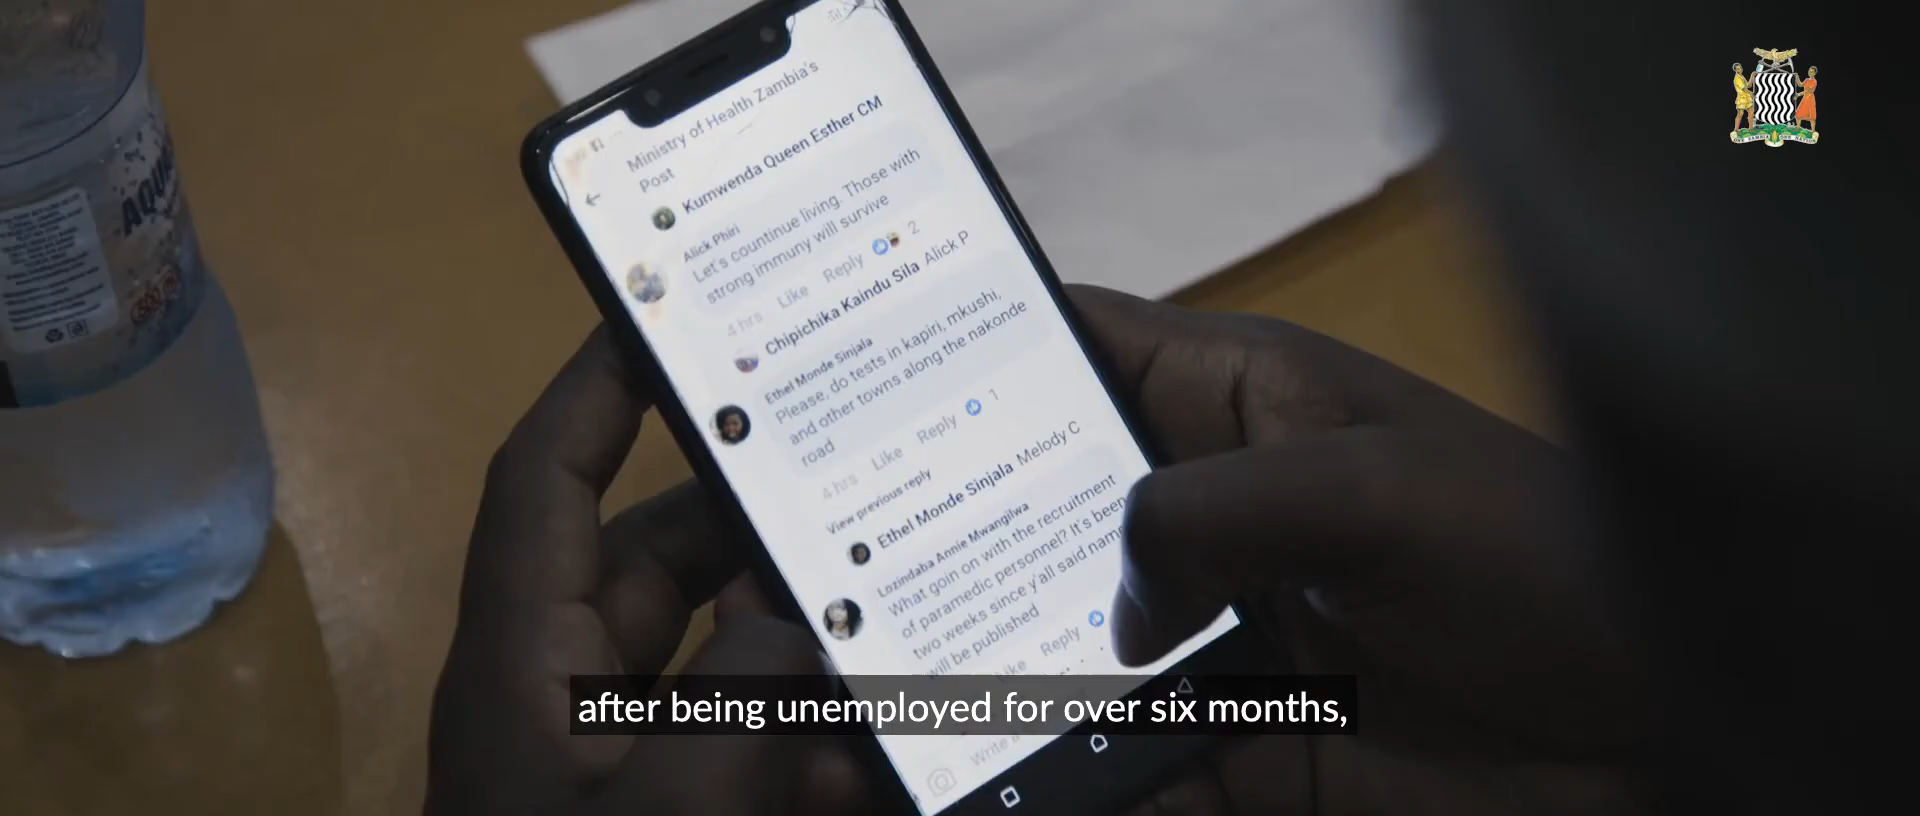 Ministry of Health Zambia's
Post
Kumwenda Queen Esther CM
Alick Phiri
Let's countinue living. Those with
strong immuny will survive
4 hrs Like Reply 2
Chipichika Kaindu Sila Alick P
Ethel Monde Sinjala
Please, do tests in kapiri, mkushi,
and other towns along the nakonde
road
4 hrs Like Reply 1
View previous reply
Ethel Monde Sinjala Melody C
Lozindaba Annie Mwangilwa
What goin on with the recruitment
of paramedic personnel? It's been
two weeks since y'all said nam
will be published
Like Reply
Write a
AQU
500
after being unemployed for over six months,